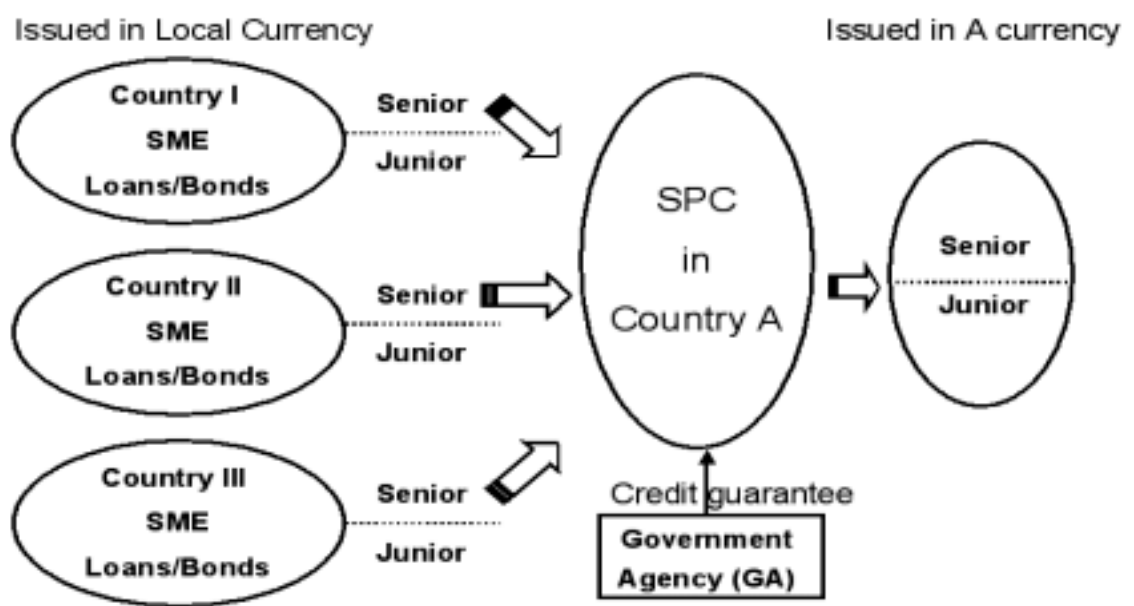 Issued in Local Currency
Issued in A currency
Country I
SME
Loans/Bonds
Senior
Junior
Country II
SME
Loans/Bonds
Senior
Junior
Country III
SME
Loans/Bonds
Senior
Junior
SPC
in
Country A
Credit guarantee
Government
Agency (GA)
Senior
Junior